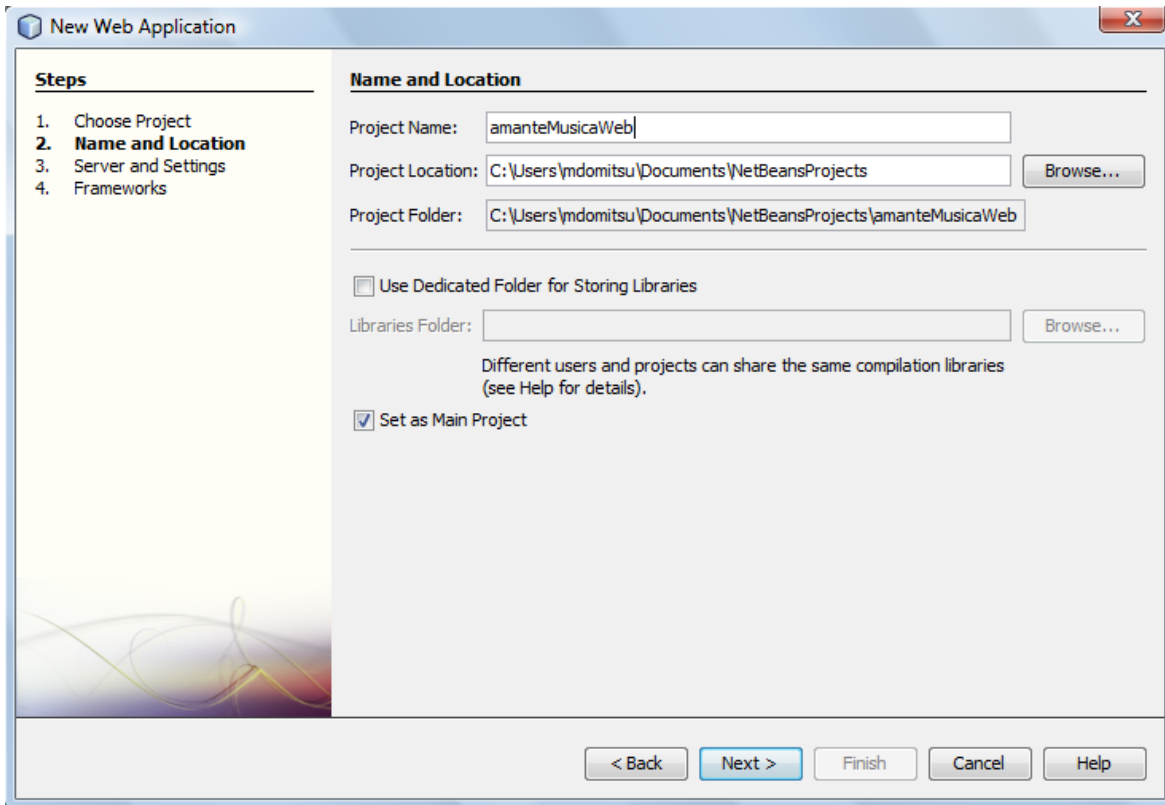 New Web Application
Steps
1. Choose Project
2. Name and Location
3. Server and Settings
4. Frameworks
Name and Location
Project Name: amanteMusicaWeb
Project Location: C:\Users\mdomitsu\Documents\NetBeansProjects Browse...
Project Folder: C:\Users\mdomitsu\Documents\NetBeansProjects\amanteMusicaWeb
Use Dedicated Folder for Storing Libraries
Libraries Folder: Browse...
Different users and projects can share the same compilation libraries
(see Help for details).
Set as Main Project
< Back Next > Finish Cancel Help